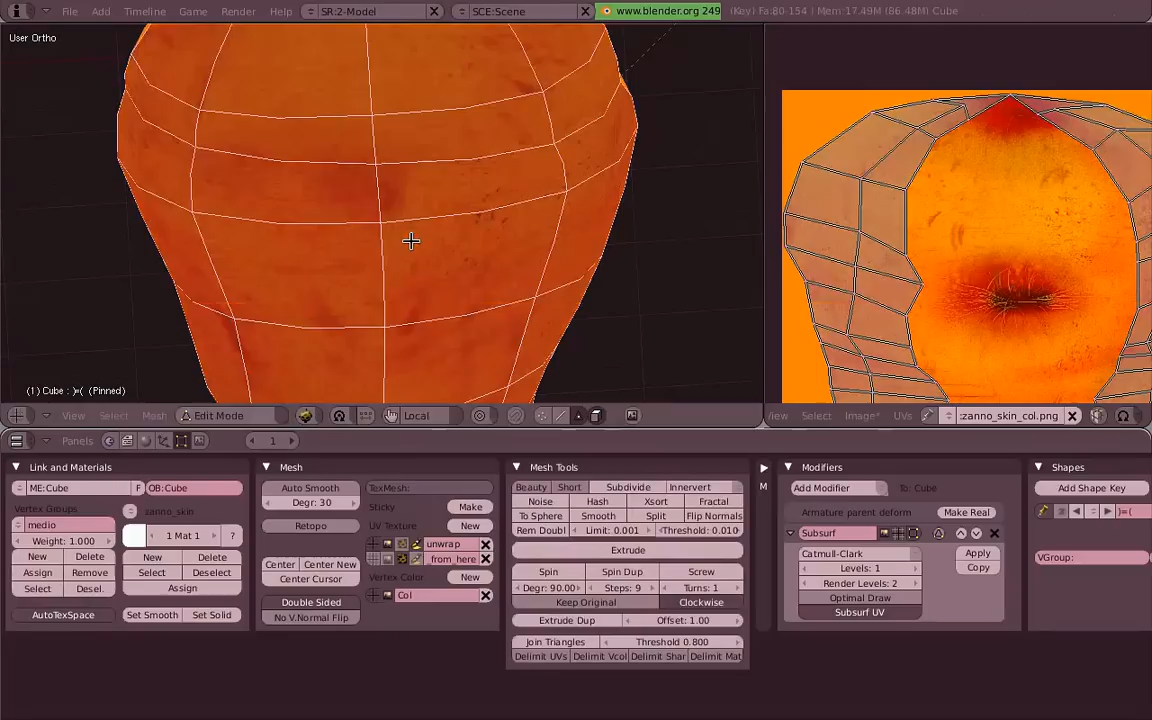 File Add Timeline Game Render Help SR:2-Model SCE:Scene www.blender.org 249 (Key) Fa:80-154 | Mem:17.49M (86.48M) Cube
User Ortho
(1) Cube : )=( (Pinned)
View Select Mesh Edit Mode Local
Select Image* UVs :zanno_skin_col.png
Panels 1
Link and Materials
ME:Cube F OB:Cube
Vertex Groups
medio
Weight: 1.000
New Delete
Assign Remove
Select Desel.
AutoTexSpace
zanno_skin
1 Mat 1 ?
New Delete
Select Deselect
Assign
Set Smooth Set Solid
Mesh
Auto Smooth
Degr: 30
Retopo
Center Center New
Center Cursor
Double Sided
No V.Normal Flip
TexMesh:
Sticky Make
UV Texture New
unwrap
from_here
Vertex Color New
Col
Mesh Tools
Beauty Short Subdivide Innervert
Noise Hash Xsort Fractal
To Sphere Smooth Split Flip Normals
Rem Doubl Limit: 0.001 Threshold: 0.010
Extrude
Spin Spin Dup Screw
Degr: 90.00 Steps: 9 Turns: 1
Keep Original Clockwise
Extrude Dup Offset: 1.00
Join Triangles Threshold 0.800
Delimit UVs Delimit Vcol Delimit Shar Delimit Mat
M
Modifiers
Add Modifier To: Cube
Armature parent deform Make Real
Subsurf
Catmull-Clark
Levels: 1
Render Levels: 2
Optimal Draw
Subsurf UV
Apply
Copy
Shapes
Add Shape Key
)=(
VGroup: